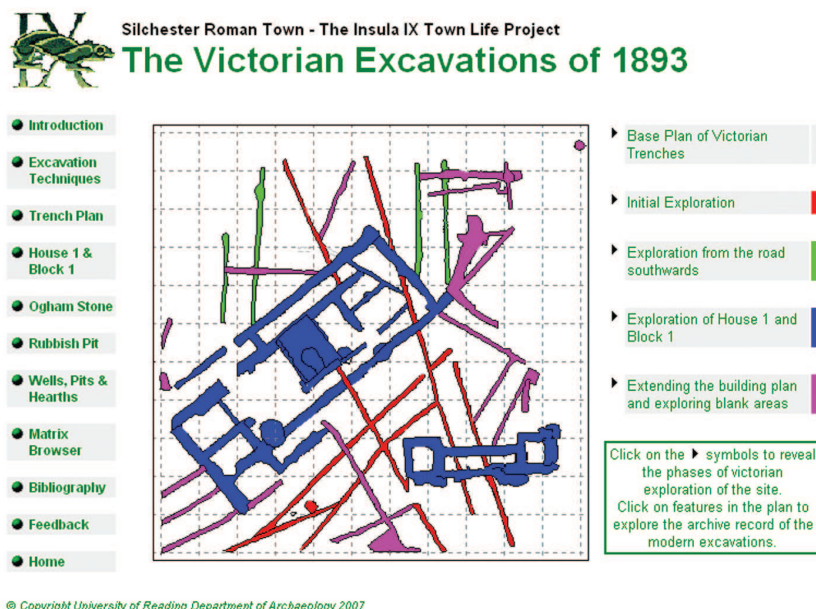 Silchester Roman Town - The Insula IX Town Life Project
The Victorian Excavations of 1893
Introduction
Excavation
Techniques
Trench Plan
House 1 &
Block 1
Ogham Stone
Rubbish Pit
Wells, Pits &
Hearths
Matrix
Browser
Bibliography
Feedback
Home
Base Plan of Victorian
Trenches
Initial Exploration
Exploration from the road
southwards
Exploration of House 1 and
Block 1
Extending the building plan
and exploring blank areas
Click on the ▶ symbols to reveal
the phases of victorian
exploration of the site.
Click on features in the plan to
explore the archive record of the
modern excavations.
© Copyright University of Reading Department of Archaeology 2007